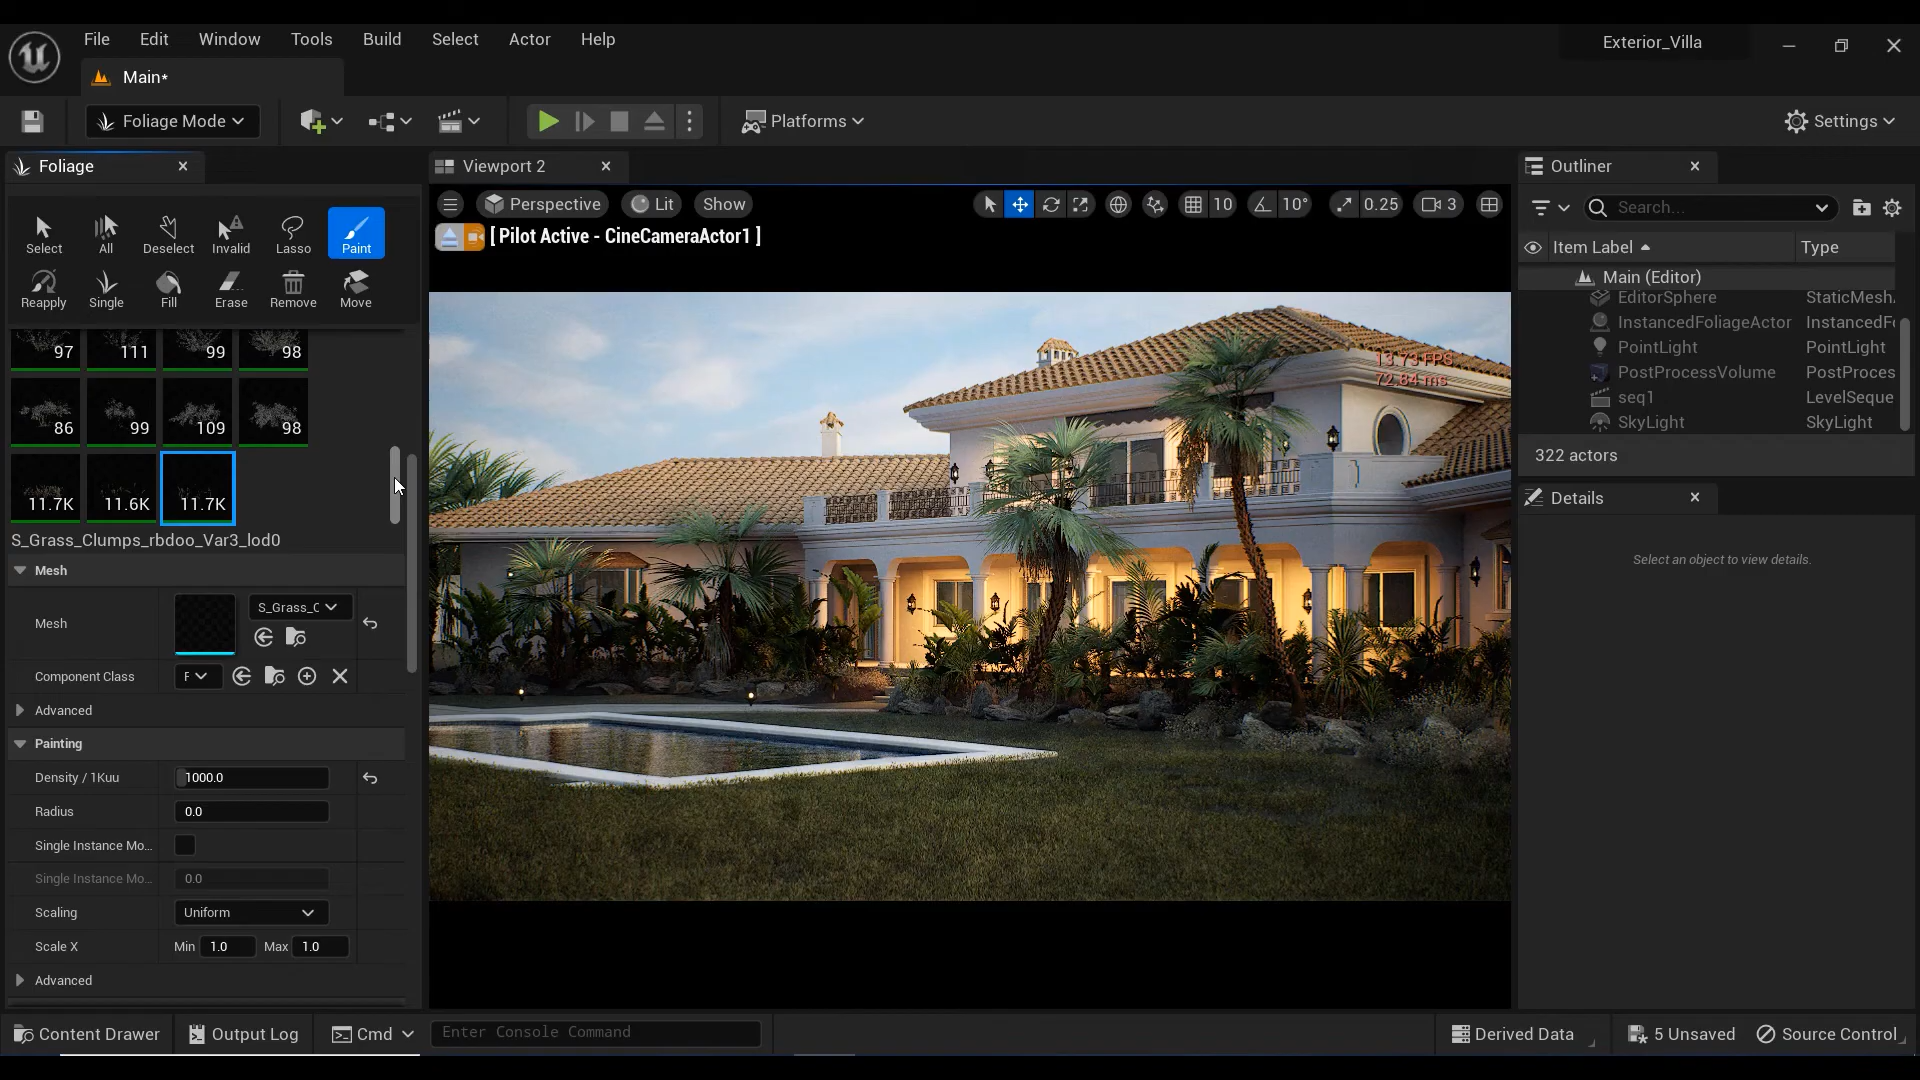 File Edit Window Tools Build Select Actor Help
Exterior_Villa
Main*
Foliage Mode
Platforms
Settings
Foliage
Viewport 2
Outliner
Select All Deselect Invalid Lasso Paint
Reapply Single Fill Erase Remove Move
Perspective Lit Show
10 10° 0.25 3
[ Pilot Active - CineCameraActor1 ]
Search...
Item Label Type
Main (Editor)
EditorSphere StaticMesh
InstancedFoliageActor InstancedF
PointLight PointLight
PostProcessVolume PostProces
seq1 LevelSeque
SkyLight SkyLight
322 actors
Details
Select an object to view details.
13.73 FPS
72.84 ms
97 111 99 98
86 99 109 98
11.7K 11.6K 11.7K
S_Grass_Clumps_rbdoo_Var3_lod0
Mesh
Mesh S_Grass_C
Component Class F
Advanced
Painting
Density / 1Kuu 1000.0
Radius 0.0
Single Instance Mo...
Single Instance Mo... 0.0
Scaling Uniform
Scale X Min 1.0 Max 1.0
Advanced
Content Drawer Output Log Cmd Enter Console Command
Derived Data 5 Unsaved Source Control